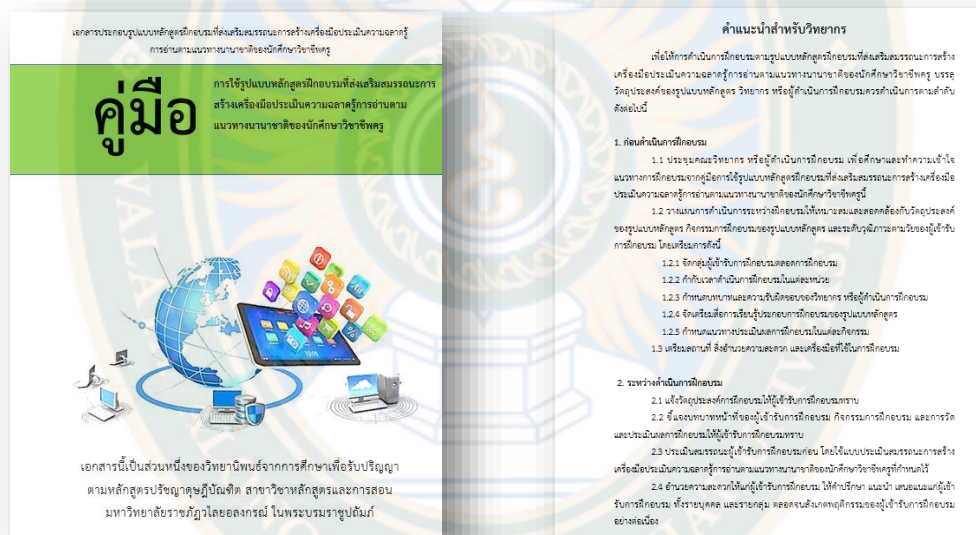 เอกสารประกอบรูปแบบหลักสูตรฝึกอบรมที่ส่งเสริมสมรรถนะการสร้างเครื่องมือประเมินความฉลาดรู้
การอ่านตามแนวทางนานาชาติของนักศึกษาวิชาชีพครู
คู่มือ
การใช้รูปแบบหลักสูตรฝึกอบรมที่ส่งเสริมสมรรถนะการ
สร้างเครื่องมือประเมินความฉลาดรู้การอ่านตาม
แนวทางนานาชาติของนักศึกษาวิชาชีพครู
เอกสารนี้เป็นส่วนหนึ่งของวิทยานิพนธ์จากการศึกษาเพื่อรับปริญญา
ตามหลักสูตรปรัชญาดุษฎีบัณฑิต สาขาวิชาหลักสูตรและการสอน
มหาวิทยาลัยราชภัฏวไลยอลงกรณ์ ในพระบรมราชูปถัมภ์
คำแนะนำสำหรับวิทยากร
เพื่อให้การดำเนินการฝึกอบรมตามรูปแบบหลักสูตรฝึกอบรมที่ส่งเสริมสมรรถนะการสร้าง
เครื่องมือประเมินความฉลาดรู้การอ่านตามแนวทางนานาชาติของนักศึกษาวิชาชีพครู บรรลุ
วัตถุประสงค์ของรูปแบบหลักสูตร วิทยากร หรือผู้ดำเนินการฝึกอบรมควรดำเนินการตามลำดับ
ดังต่อไปนี้
1. ก่อนดำเนินการฝึกอบรม
1.1 ประชุมคณะวิทยากร หรือผู้ดำเนินการฝึกอบรม เพื่อศึกษาและทำความเข้าใจ
แนวทางการฝึกอบรมจากคู่มือการใช้รูปแบบหลักสูตรฝึกอบรมที่ส่งเสริมสมรรถนะการสร้างเครื่องมือ
ประเมินความฉลาดรู้การอ่านตามแนวทางนานาชาติของนักศึกษาวิชาชีพครูนี้
1.2 วางแผนการดำเนินการระหว่างฝึกอบรมให้เหมาะสมและสอดคล้องกับวัตถุประสงค์
ของรูปแบบหลักสูตร กิจกรรมการฝึกอบรมของรูปแบบหลักสูตร และระดับวุฒิภาวะตามวัยของผู้เข้ารับ
การฝึกอบรม โดยเตรียมการดังนี้
1.2.1 จัดกลุ่มผู้เข้ารับการฝึกอบรมตลอดการฝึกอบรม
1.2.2 กำกับเวลาดำเนินการฝึกอบรมในแต่ละหน่วย
1.2.3 กำหนดบทบาทและความรับผิดชอบของวิทยากร หรือผู้ดำเนินการฝึกอบรม
1.2.4 จัดเตรียมสื่อการเรียนรู้ประกอบการฝึกอบรมของรูปแบบหลักสูตร
1.2.5 กำหนดแนวทางประเมินผลการฝึกอบรมในแต่ละกิจกรรม
1.3 เตรียมสถานที่ สิ่งอำนวยความสะดวก และเครื่องมือที่ใช้ในการฝึกอบรม
2. ระหว่างดำเนินการฝึกอบรม
2.1 แจ้งวัตถุประสงค์การฝึกอบรมให้ผู้เข้ารับการฝึกอบรมทราบ
2.2 ชี้แจงบทบาทหน้าที่ของผู้เข้ารับการฝึกอบรม กิจกรรมการฝึกอบรม และการวัด
และประเมินผลการฝึกอบรมให้ผู้เข้ารับการฝึกอบรมทราบ
2.3 ประเมินสมรรถนะผู้เข้ารับการฝึกอบรมก่อน โดยใช้แบบประเมินสมรรถนะการสร้าง
เครื่องมือประเมินความฉลาดรู้การอ่านตามแนวทางนานาชาติของนักศึกษาวิชาชีพครูที่กำหนดไว้
2.4 อำนวยความสะดวกให้แก่ผู้เข้ารับการฝึกอบรม ให้คำปรึกษา แนะนำ เสนอแนะแก่ผู้เข้า
รับการฝึกอบรม ทั้งรายบุคคล และรายกลุ่ม ตลอดจนสังเกตพฤติกรรมของผู้เข้ารับการฝึกอบรม
อย่างต่อเนื่อง